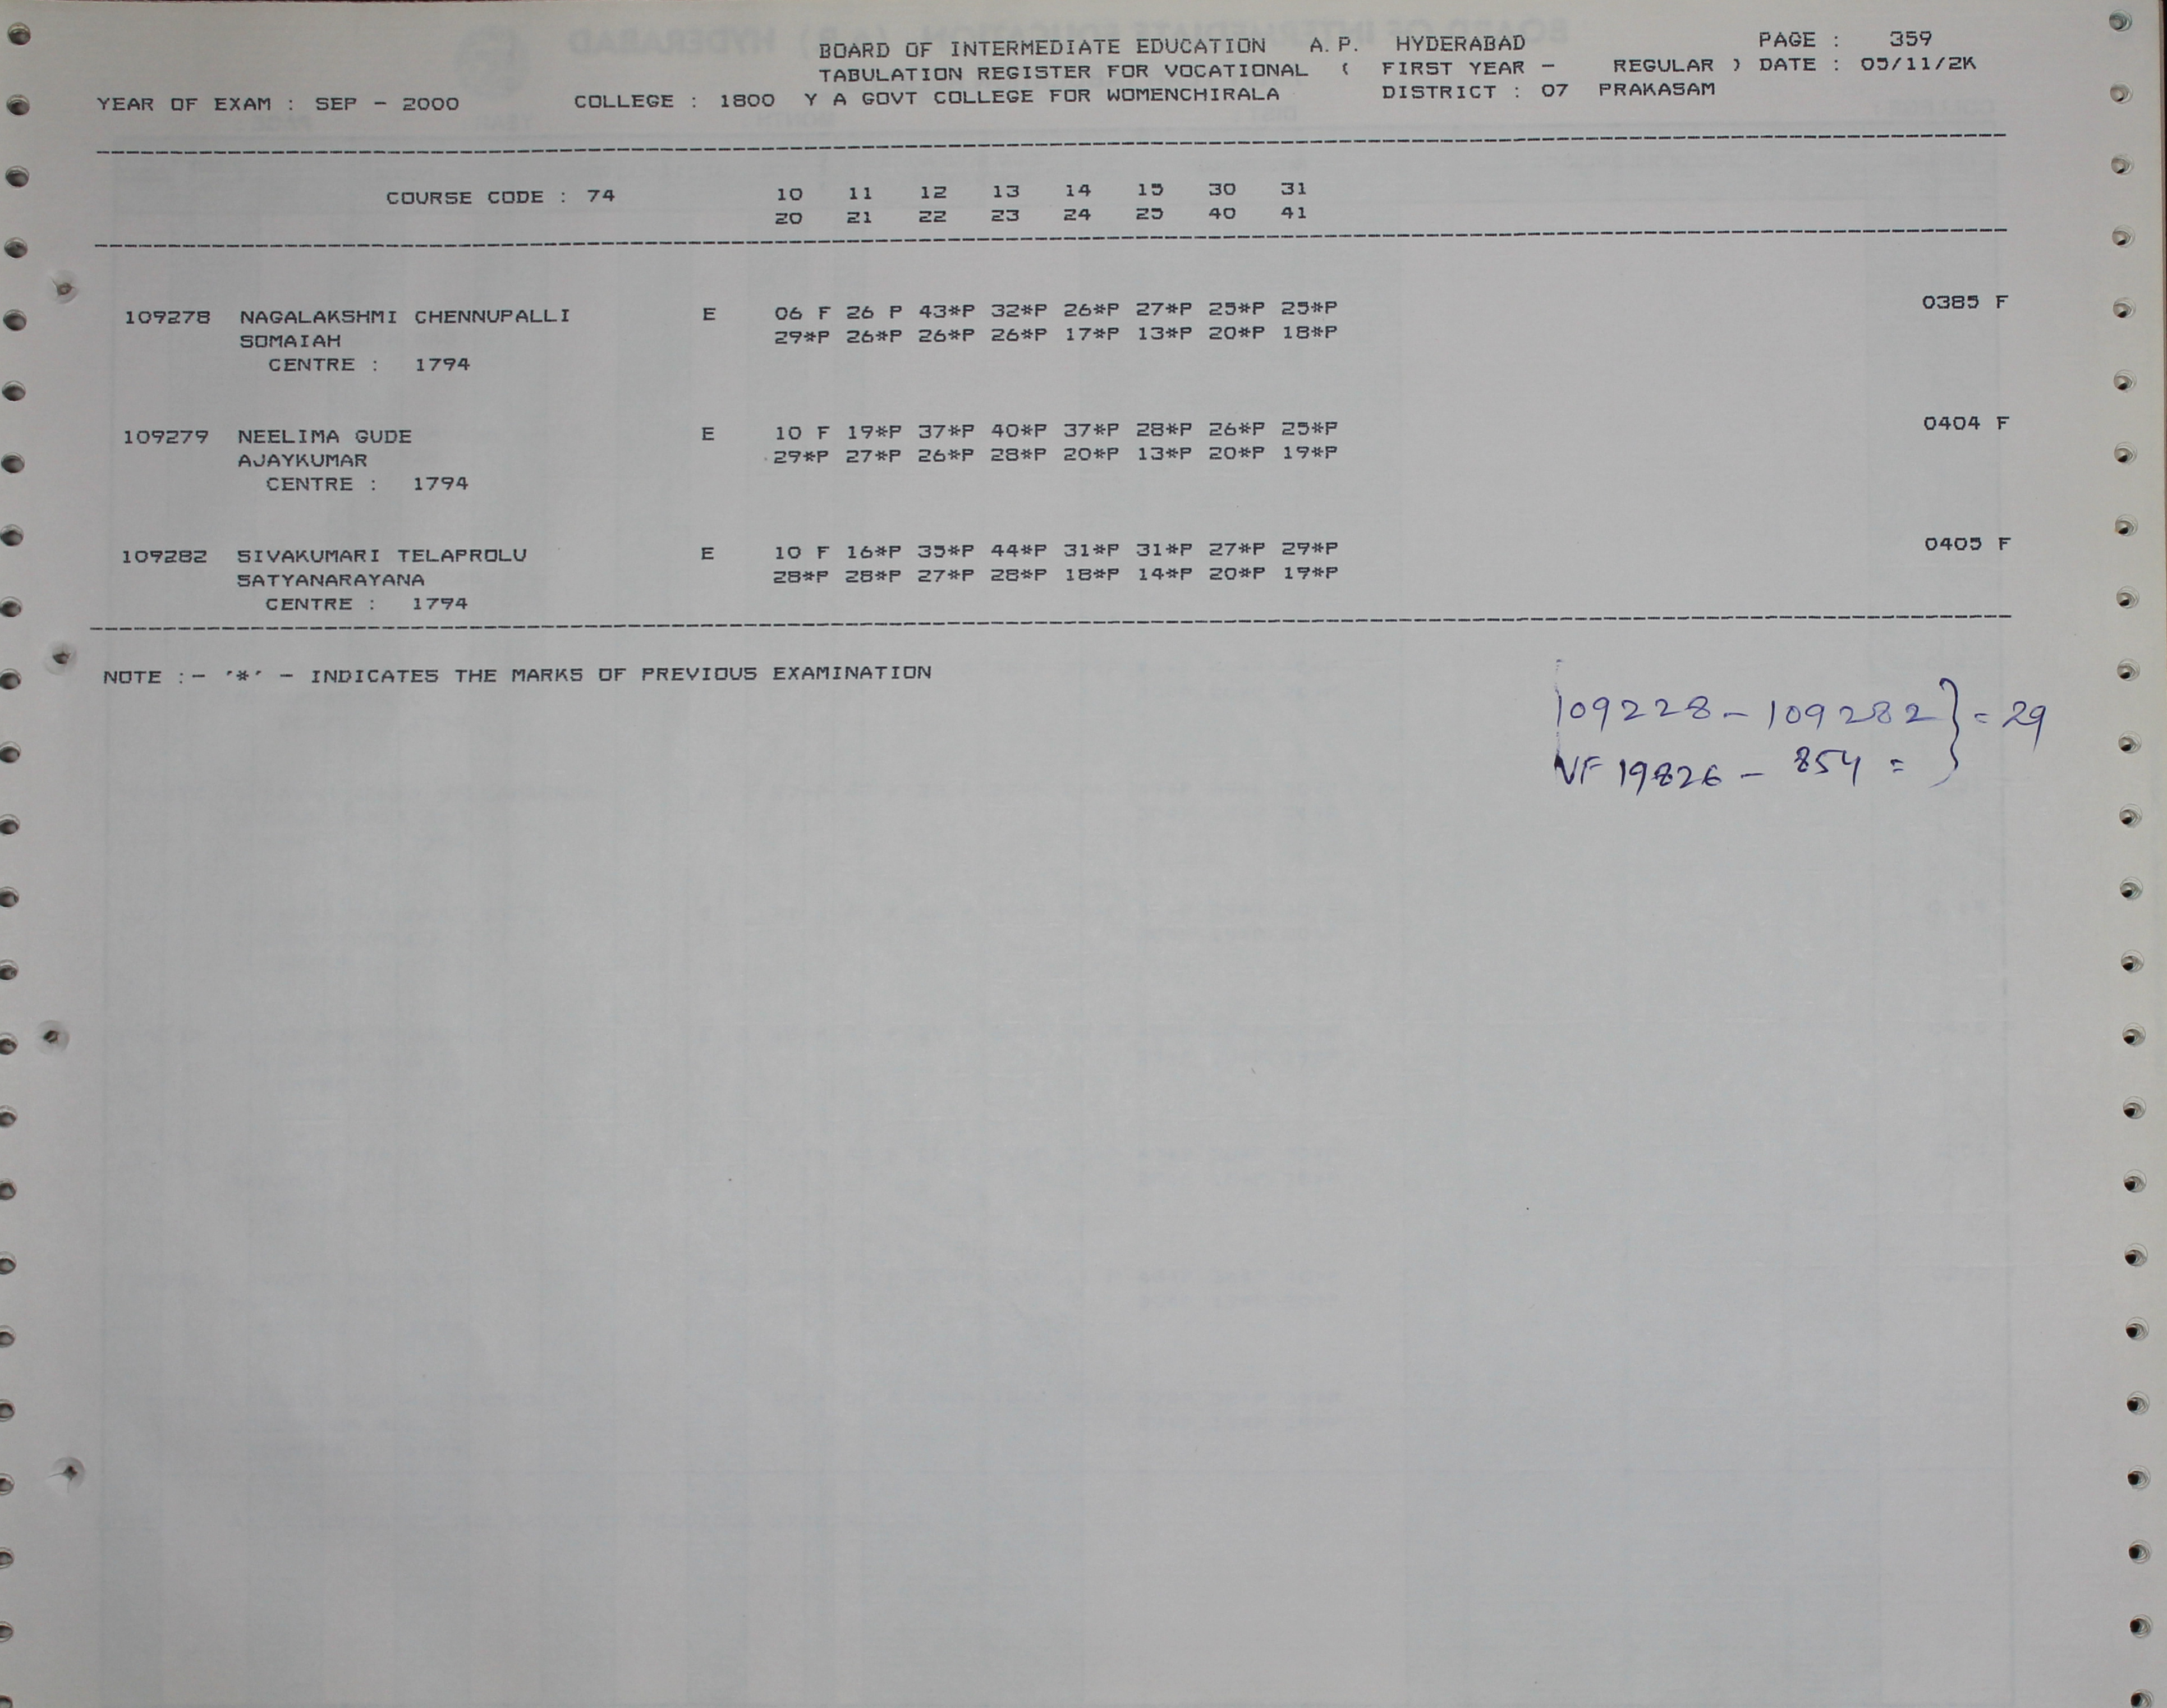 BOARD OF INTERMEDIATE EDUCATION A.P. HYDERABAD PAGE : 359
TABULATION REGISTER FOR VOCATIONAL ( FIRST YEAR - REGULAR ) DATE : 05/11/2K
YEAR OF EXAM : SEP - 2000 COLLEGE : 1800 Y A GOVT COLLEGE FOR WOMENCHIRALA DISTRICT : 07 PRAKASAM
COURSE CODE : 74 10 11 12 13 14 15 30 31
20 21 22 23 24 25 40 41
109278 NAGALAKSHMI CHENNUPALLI E 06 F 26 P 43*P 32*P 26*P 27*P 25*P 25*P 0385 F
SOMAIAH 29*P 26*P 26*P 26*P 17*P 13*P 20*P 18*P
CENTRE : 1794
109279 NEELIMA GUDE E 10 F 19*P 37*P 40*P 37*P 28*P 26*P 25*P 0404 F
AJAYKUMAR 29*P 27*P 26*P 28*P 20*P 13*P 20*P 19*P
CENTRE : 1794
109282 SIVAKUMARI TELAPROLU E 10 F 16*P 35*P 44*P 31*P 31*P 27*P 29*P 0405 F
SATYANARAYANA 28*P 28*P 27*P 28*P 18*P 14*P 20*P 19*P
CENTRE : 1794
NOTE :- '*' - INDICATES THE MARKS OF PREVIOUS EXAMINATION
109228 - 109282 } = 29
VF 19826 - 854 =